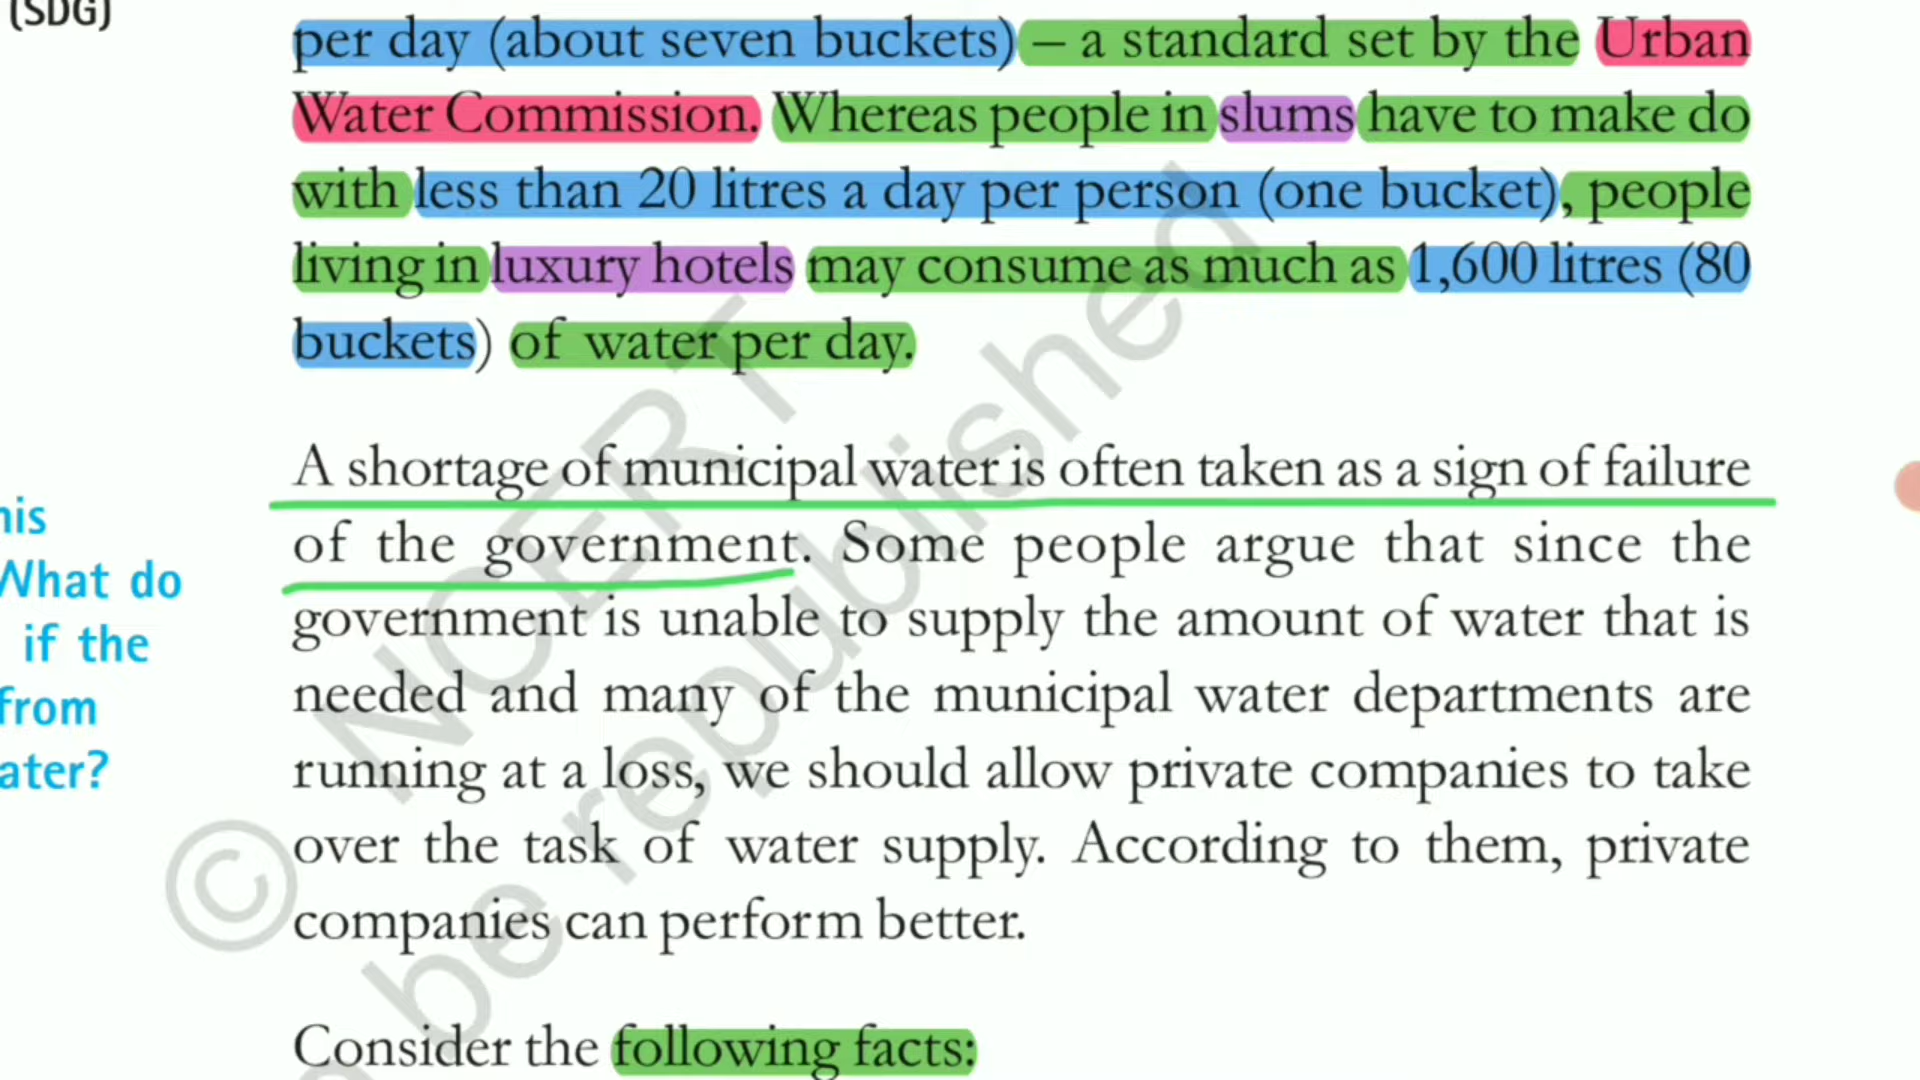 (SDG)
per day (about seven buckets) – a standard set by the Urban
Water Commission. Whereas people in slums have to make do
with less than 20 litres a day per person (one bucket), people
living in luxury hotels may consume as much as 1,600 litres (80
buckets) of water per day.
A shortage of municipal water is often taken as a sign of failure
of the government. Some people argue that since the
government is unable to supply the amount of water that is
needed and many of the municipal water departments are
running at a loss, we should allow private companies to take
over the task of water supply. According to them, private
companies can perform better.
Consider the following facts:
his
What do
if the
from
ater?
© NCERT
be republished